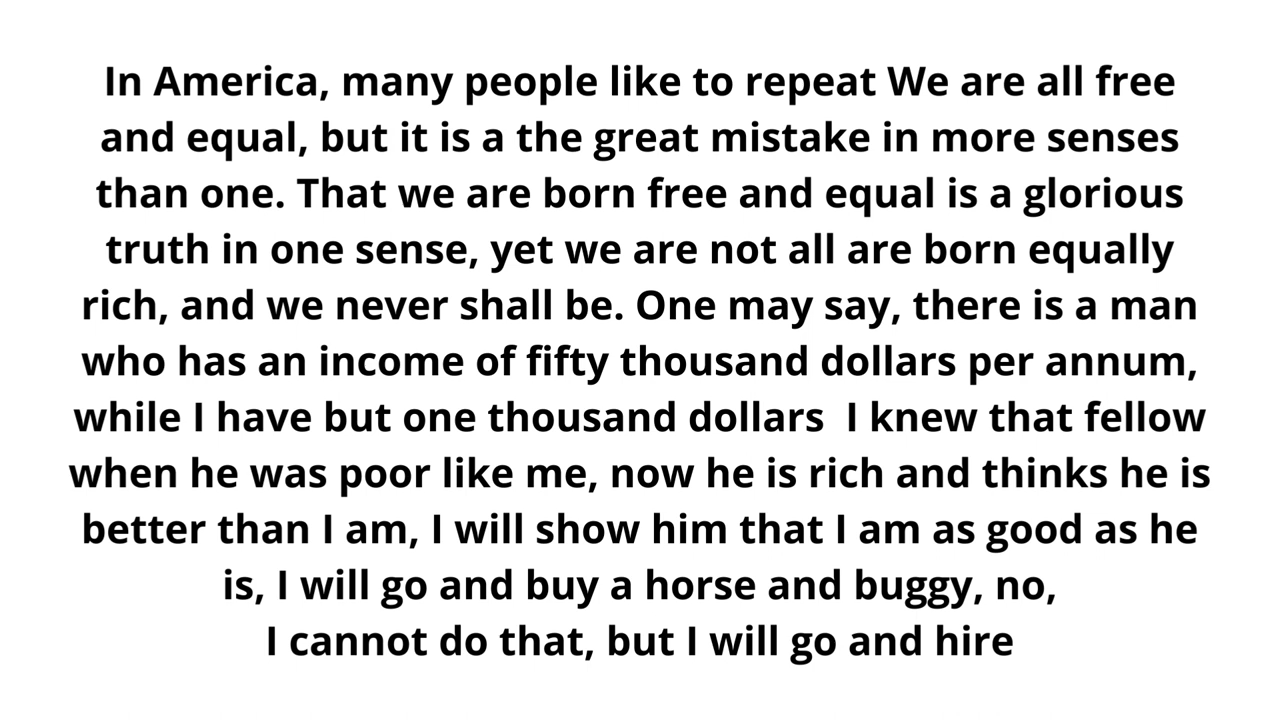 In America, many people like to repeat We are all free
and equal, but it is a the great mistake in more senses
than one. That we are born free and equal is a glorious
truth in one sense, yet we are not all are born equally
rich, and we never shall be. One may say, there is a man
who has an income of fifty thousand dollars per annum,
while I have but one thousand dollars  I knew that fellow
when he was poor like me, now he is rich and thinks he is
better than I am, I will show him that I am as good as he
is, I will go and buy a horse and buggy, no,
I cannot do that, but I will go and hire